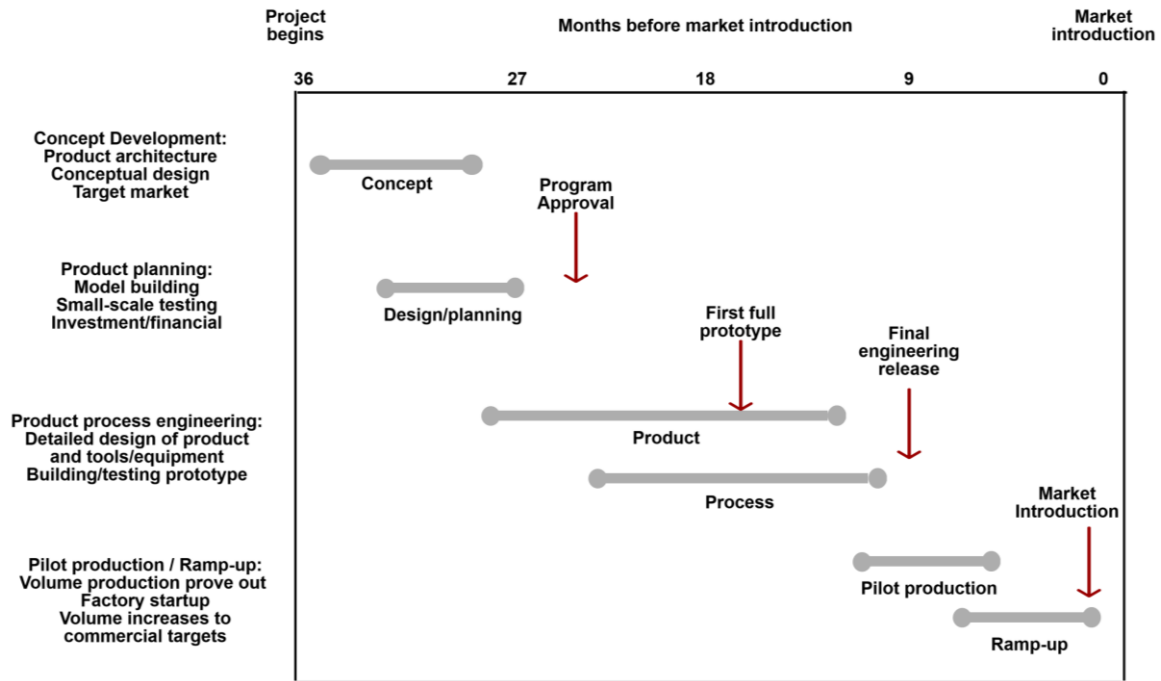 Project
begins
Months before market introduction
Market
introduction
36
27
18
9
0
Concept Development:
Product architecture
Conceptual design
Target market
Concept
Program
Approval
Product planning:
Model building
Small-scale testing
Investment/financial
Design/planning
First full
prototype
Final
engineering
release
Product process engineering:
Detailed design of product
and tools/equipment
Building/testing prototype
Product
Process
Market
Introduction
Pilot production / Ramp-up:
Volume production prove out
Factory startup
Volume increases to
commercial targets
Pilot production
Ramp-up